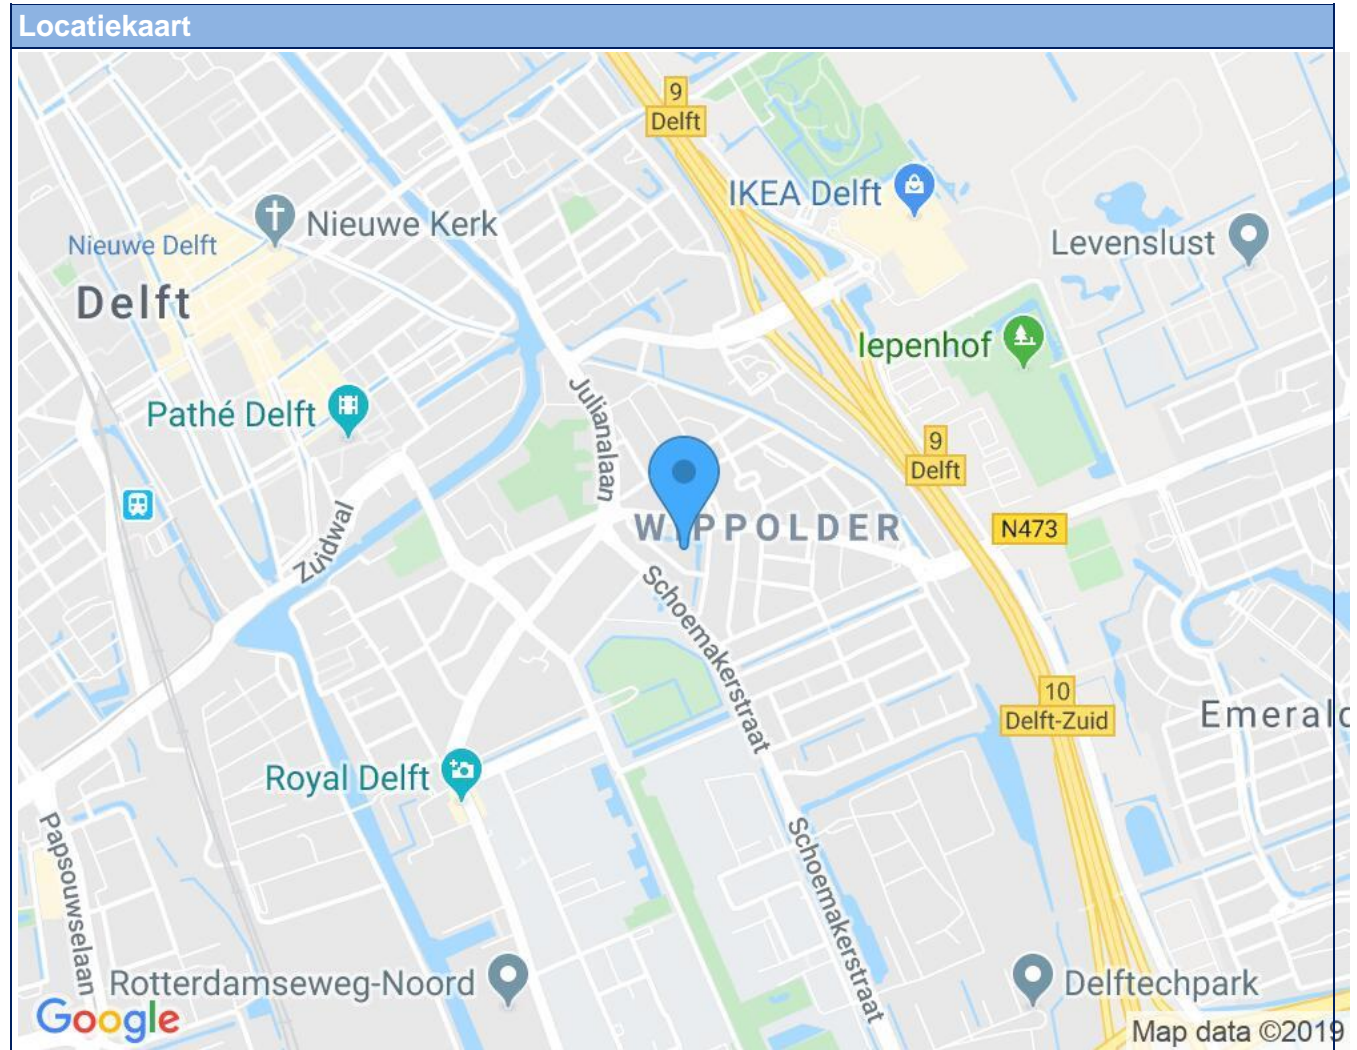 Locatiekaart
9
Delft
IKEA Delft
Nieuwe Kerk
Nieuwe Delft
Levenslust
Delft
Iepenhof
Julianalaan
Pathé Delft
9
Delft
WIPPOLDER
N473
Zuidwal
Schoemakerstraat
10
Delft-Zuid
Emerald
Royal Delft
Papsouwselaan
Schoemakerstraat
Rotterdamseweg-Noord
Delftechpark
Google
Map data ©2019